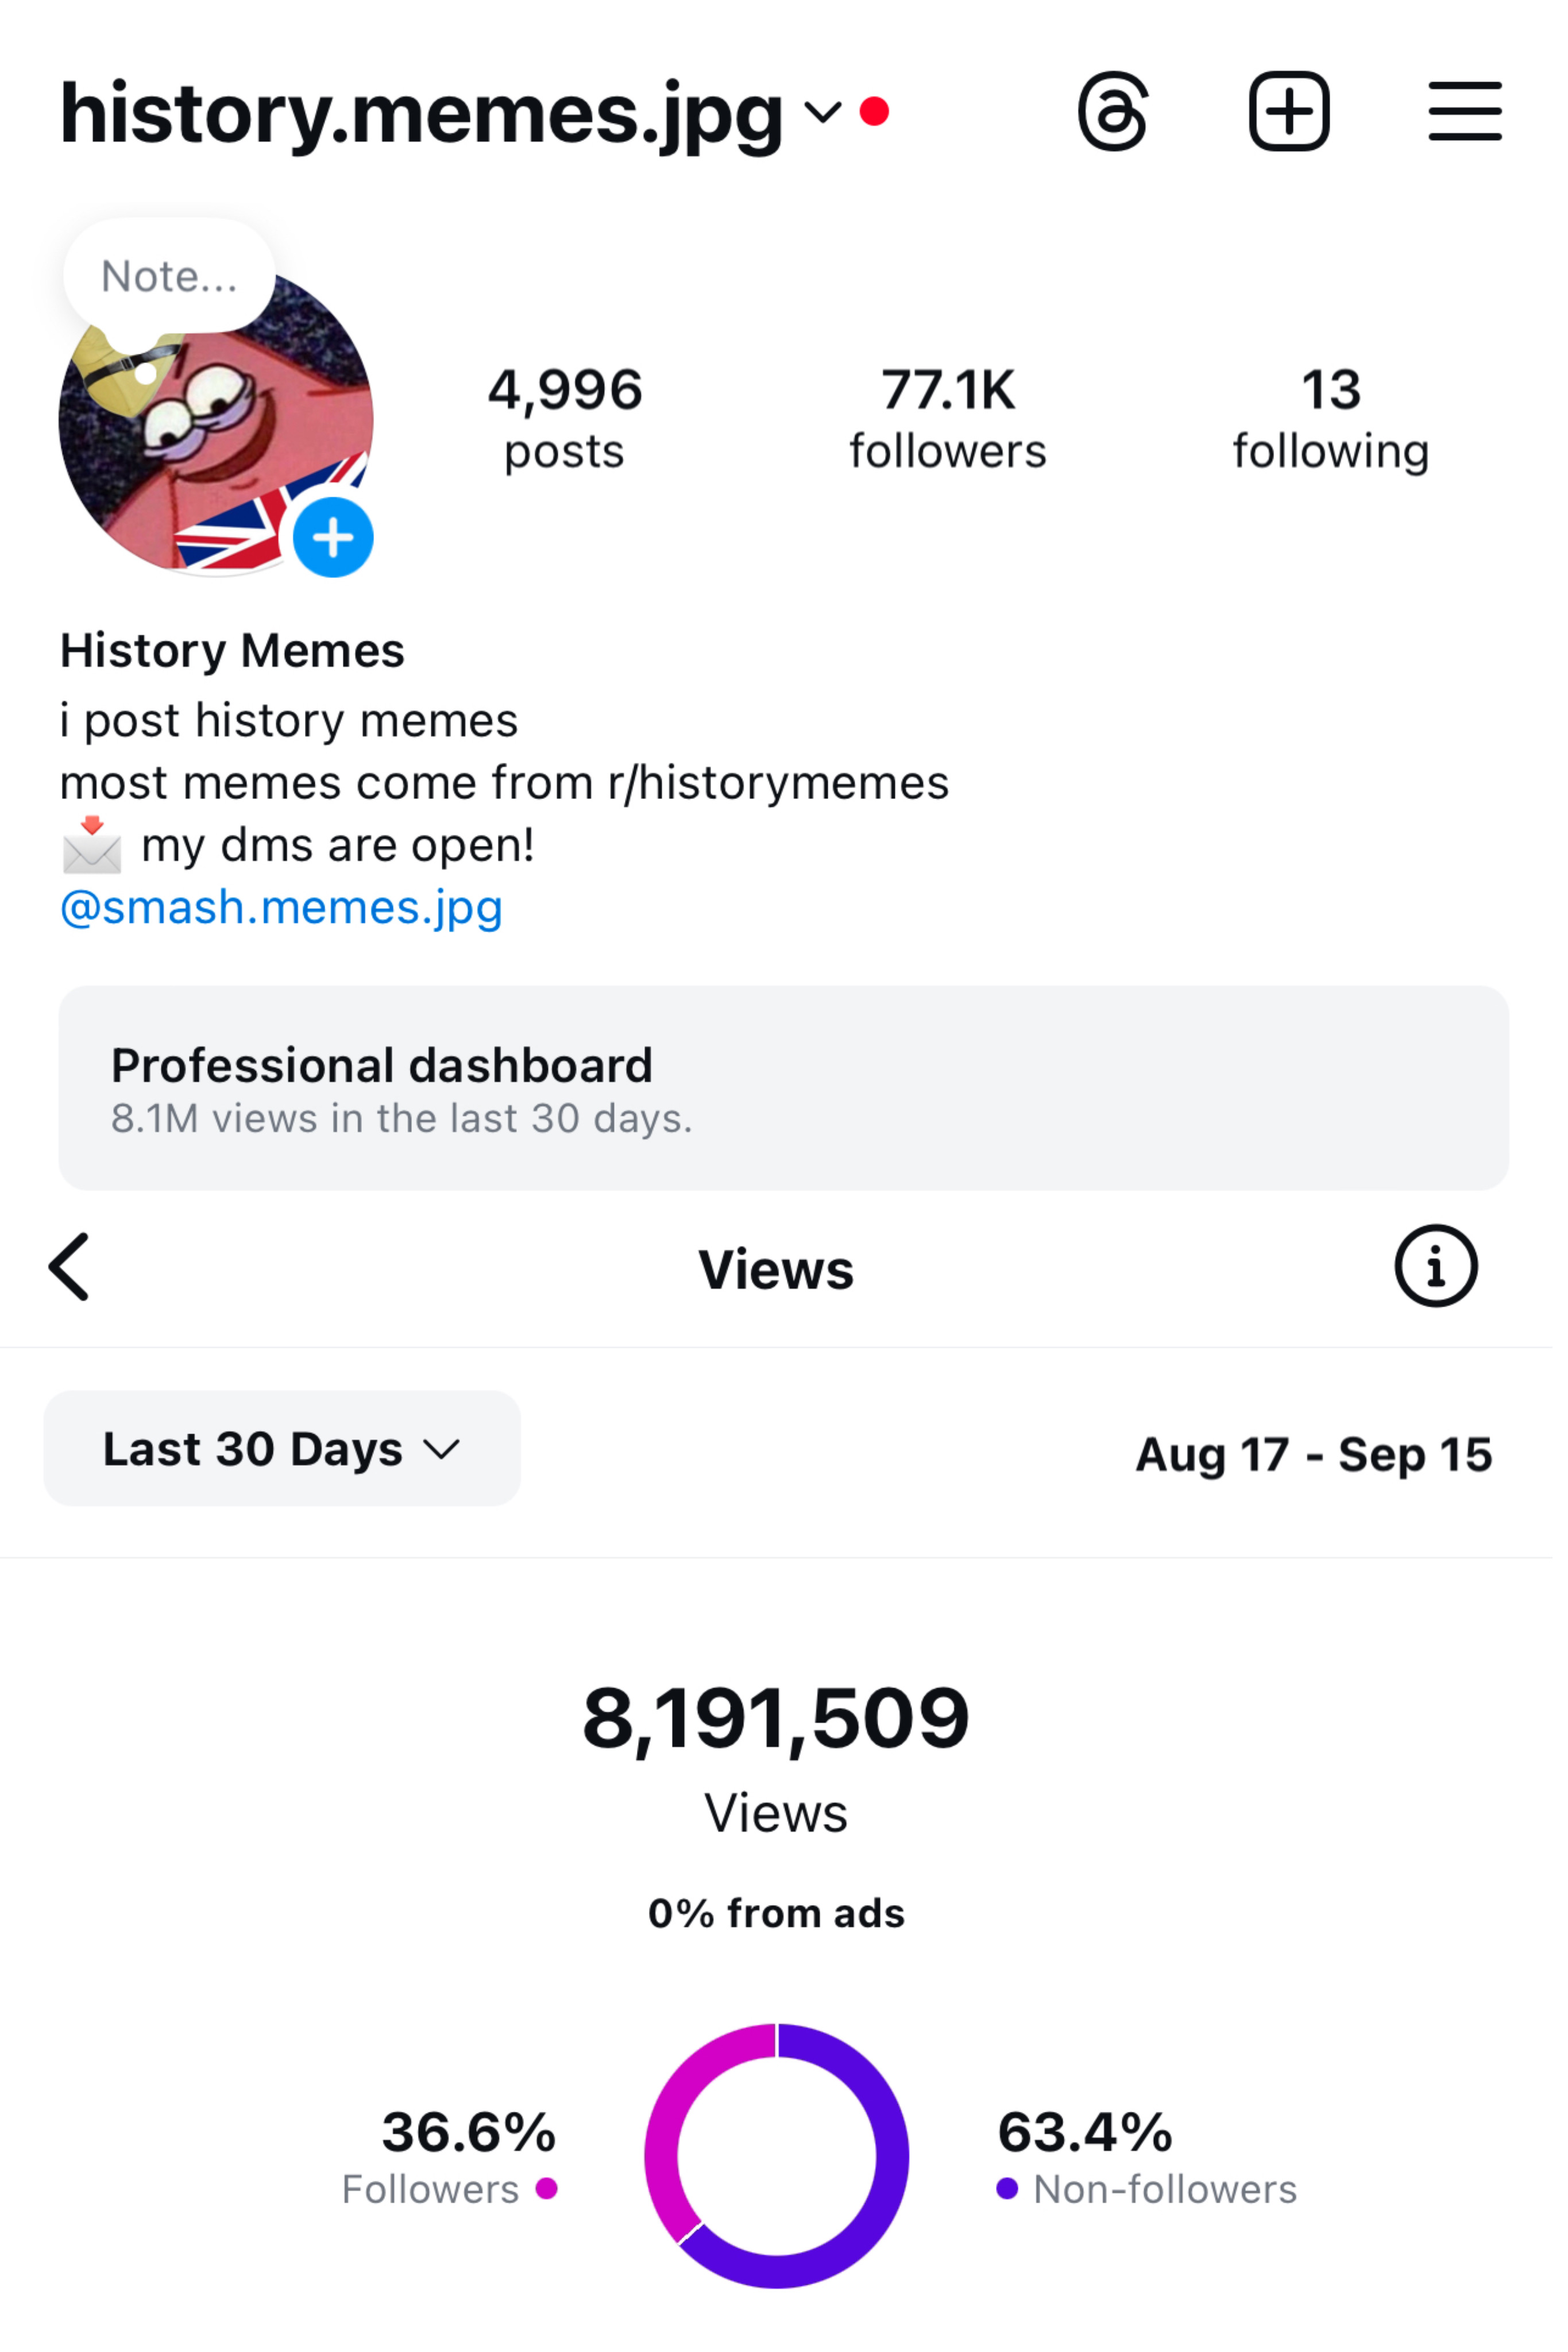 history.memes.jpg
Note...
4,996
posts
77.1K
followers
13
following
History Memes
i post history memes
most memes come from r/historymemes
📩 my dms are open!
@smash.memes.jpg
Professional dashboard
8.1M views in the last 30 days.
Views
Last 30 Days
Aug 17 - Sep 15
8,191,509
Views
0% from ads
36.6%
Followers
63.4%
Non-followers